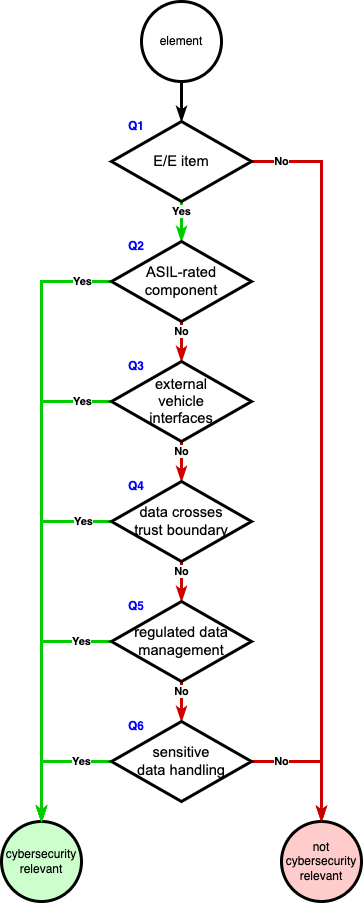 element
Q1
E/E item
No
Yes
Q2
ASIL-rated
component
Yes
No
Q3
external
vehicle
interfaces
Yes
No
Q4
data crosses
trust boundary
Yes
No
Q5
regulated data
management
Yes
No
Q6
sensitive
data handling
Yes
No
cybersecurity
relevant
not
cybersecurity
relevant